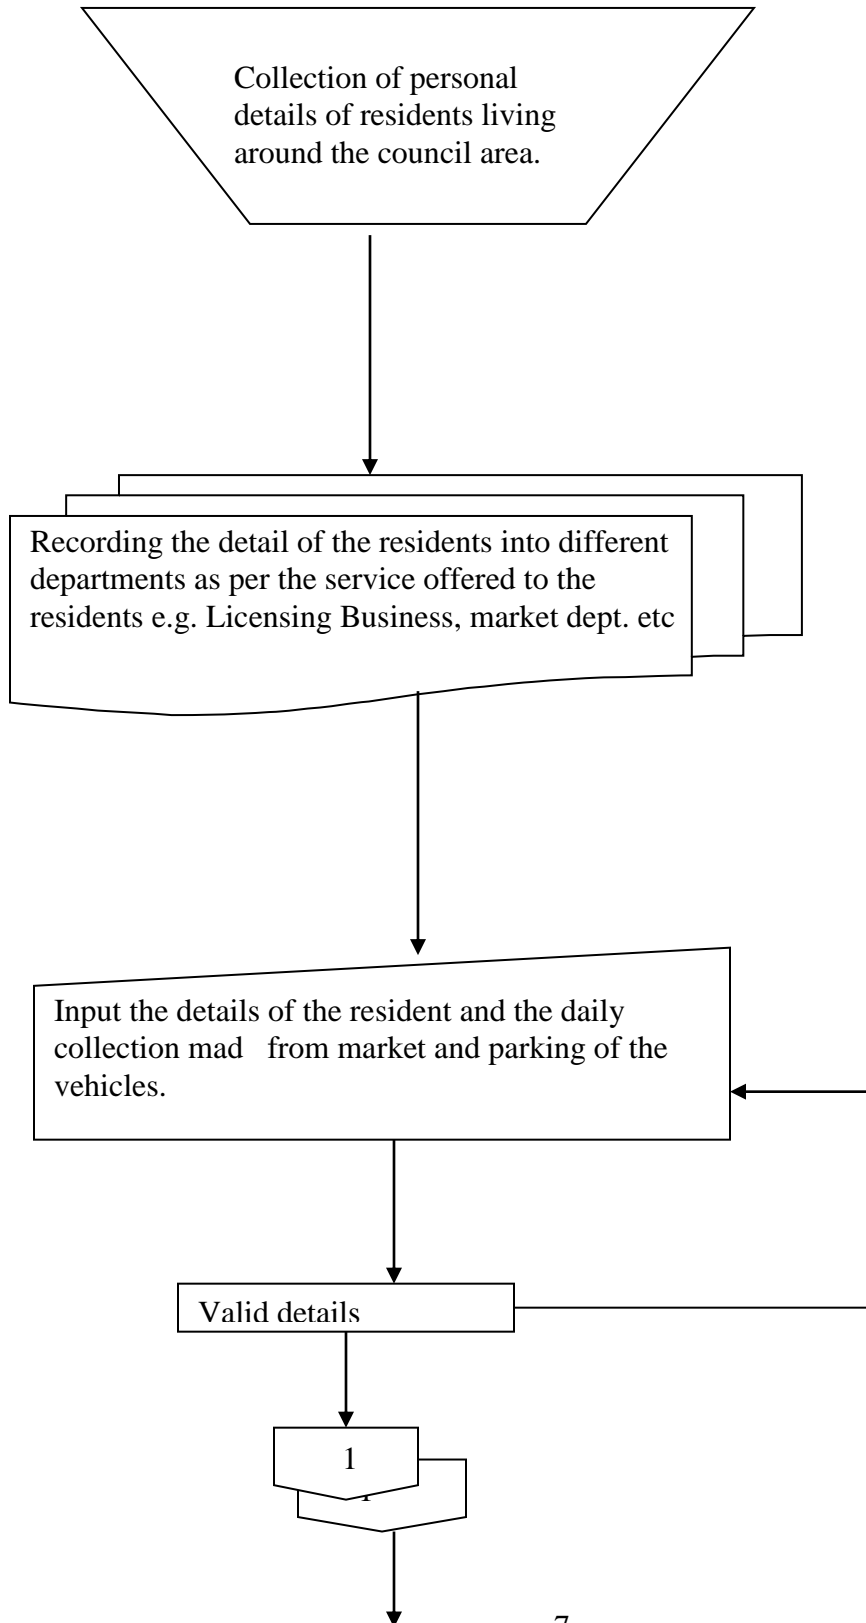 Collection of personal
details of residents living
around the council area.
Recording the detail of the residents into different
departments as per the service offered to the
residents e.g. Licensing Business, market dept. etc
Input the details of the resident and the daily
collection mad from market and parking of the
vehicles.
Valid details
1
7